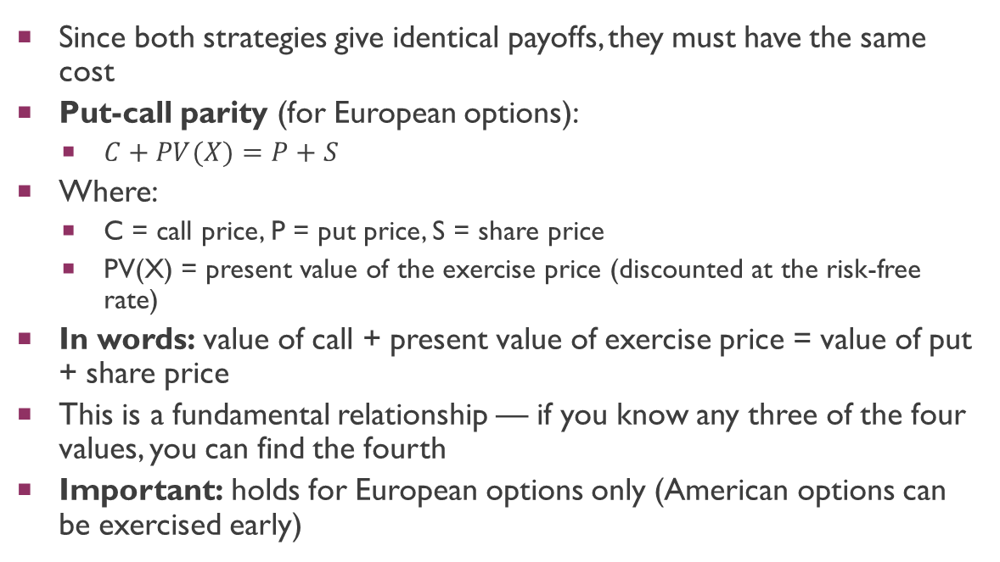 Since both strategies give identical payoffs, they must have the same
cost
Put-call parity (for European options):
C + PV(X) = P + S
Where:
C = call price, P = put price, S = share price
PV(X) = present value of the exercise price (discounted at the risk-free
rate)
In words: value of call + present value of exercise price = value of put
+ share price
This is a fundamental relationship — if you know any three of the four
values, you can find the fourth
Important: holds for European options only (American options can
be exercised early)